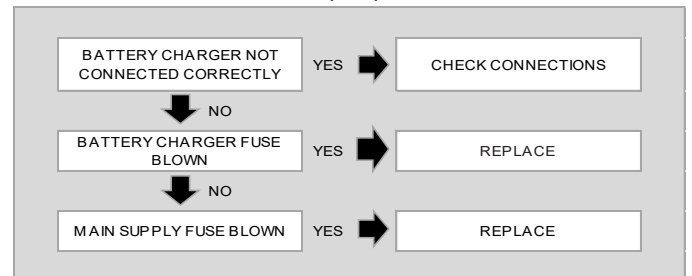 BATTERY CHARGER NOT
CONNECTED CORRECTLY
YES
CHECK CONNECTIONS
NO
BATTERY CHARGER FUSE
BLOWN
YES
REPLACE
NO
MAIN SUPPLY FUSE BLOWN
YES
REPLACE